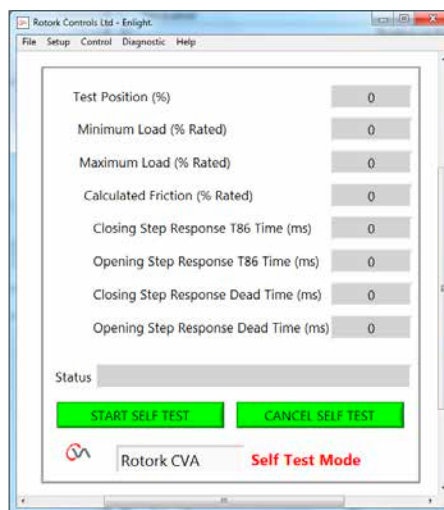 Rotork Controls Ltd - Enlight.
File Setup Control Diagnostic Help
Test Position (%) 0
Minimum Load (% Rated) 0
Maximum Load (% Rated) 0
Calculated Friction (% Rated) 0
Closing Step Response T86 Time (ms) 0
Opening Step Response T86 Time (ms) 0
Closing Step Response Dead Time (ms) 0
Opening Step Response Dead Time (ms) 0
Status
START SELF TEST CANCEL SELF TEST
Rotork CVA Self Test Mode